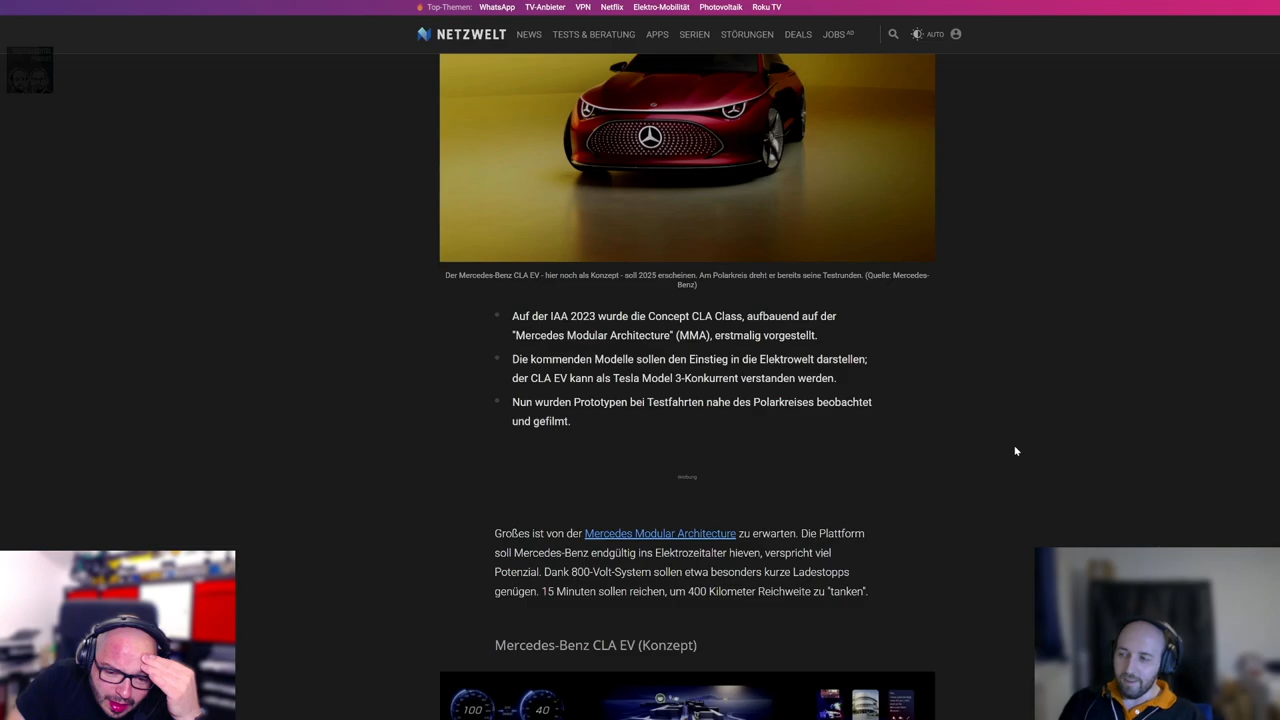 Top-Themen: WhatsApp TV-Anbieter VPN Netflix Elektro-Mobilität Photovoltaik Roku TV
NETZWELT NEWS TESTS & BERATUNG APPS SERIEN STÖRUNGEN DEALS JOBS AD AUTO
Der Mercedes-Benz CLA EV - hier noch als Konzept - soll 2025 erscheinen. Am Polarkreis dreht er bereits seine Testrunden. (Quelle: Mercedes-
Benz)
Auf der IAA 2023 wurde die Concept CLA Class, aufbauend auf der
"Mercedes Modular Architecture" (MMA), erstmalig vorgestellt.
Die kommenden Modelle sollen den Einstieg in die Elektrowelt darstellen;
der CLA EV kann als Tesla Model 3-Konkurrent verstanden werden.
Nun wurden Prototypen bei Testfahrten nahe des Polarkreises beobachtet
und gefilmt.
Werbung
Großes ist von der Mercedes Modular Architecture zu erwarten. Die Plattform
soll Mercedes-Benz endgültig ins Elektrozeitalter hieven, verspricht viel
Potenzial. Dank 800-Volt-System sollen etwa besonders kurze Ladestopps
genügen. 15 Minuten sollen reichen, um 400 Kilometer Reichweite zu "tanken".
Mercedes-Benz CLA EV (Konzept)
100 40